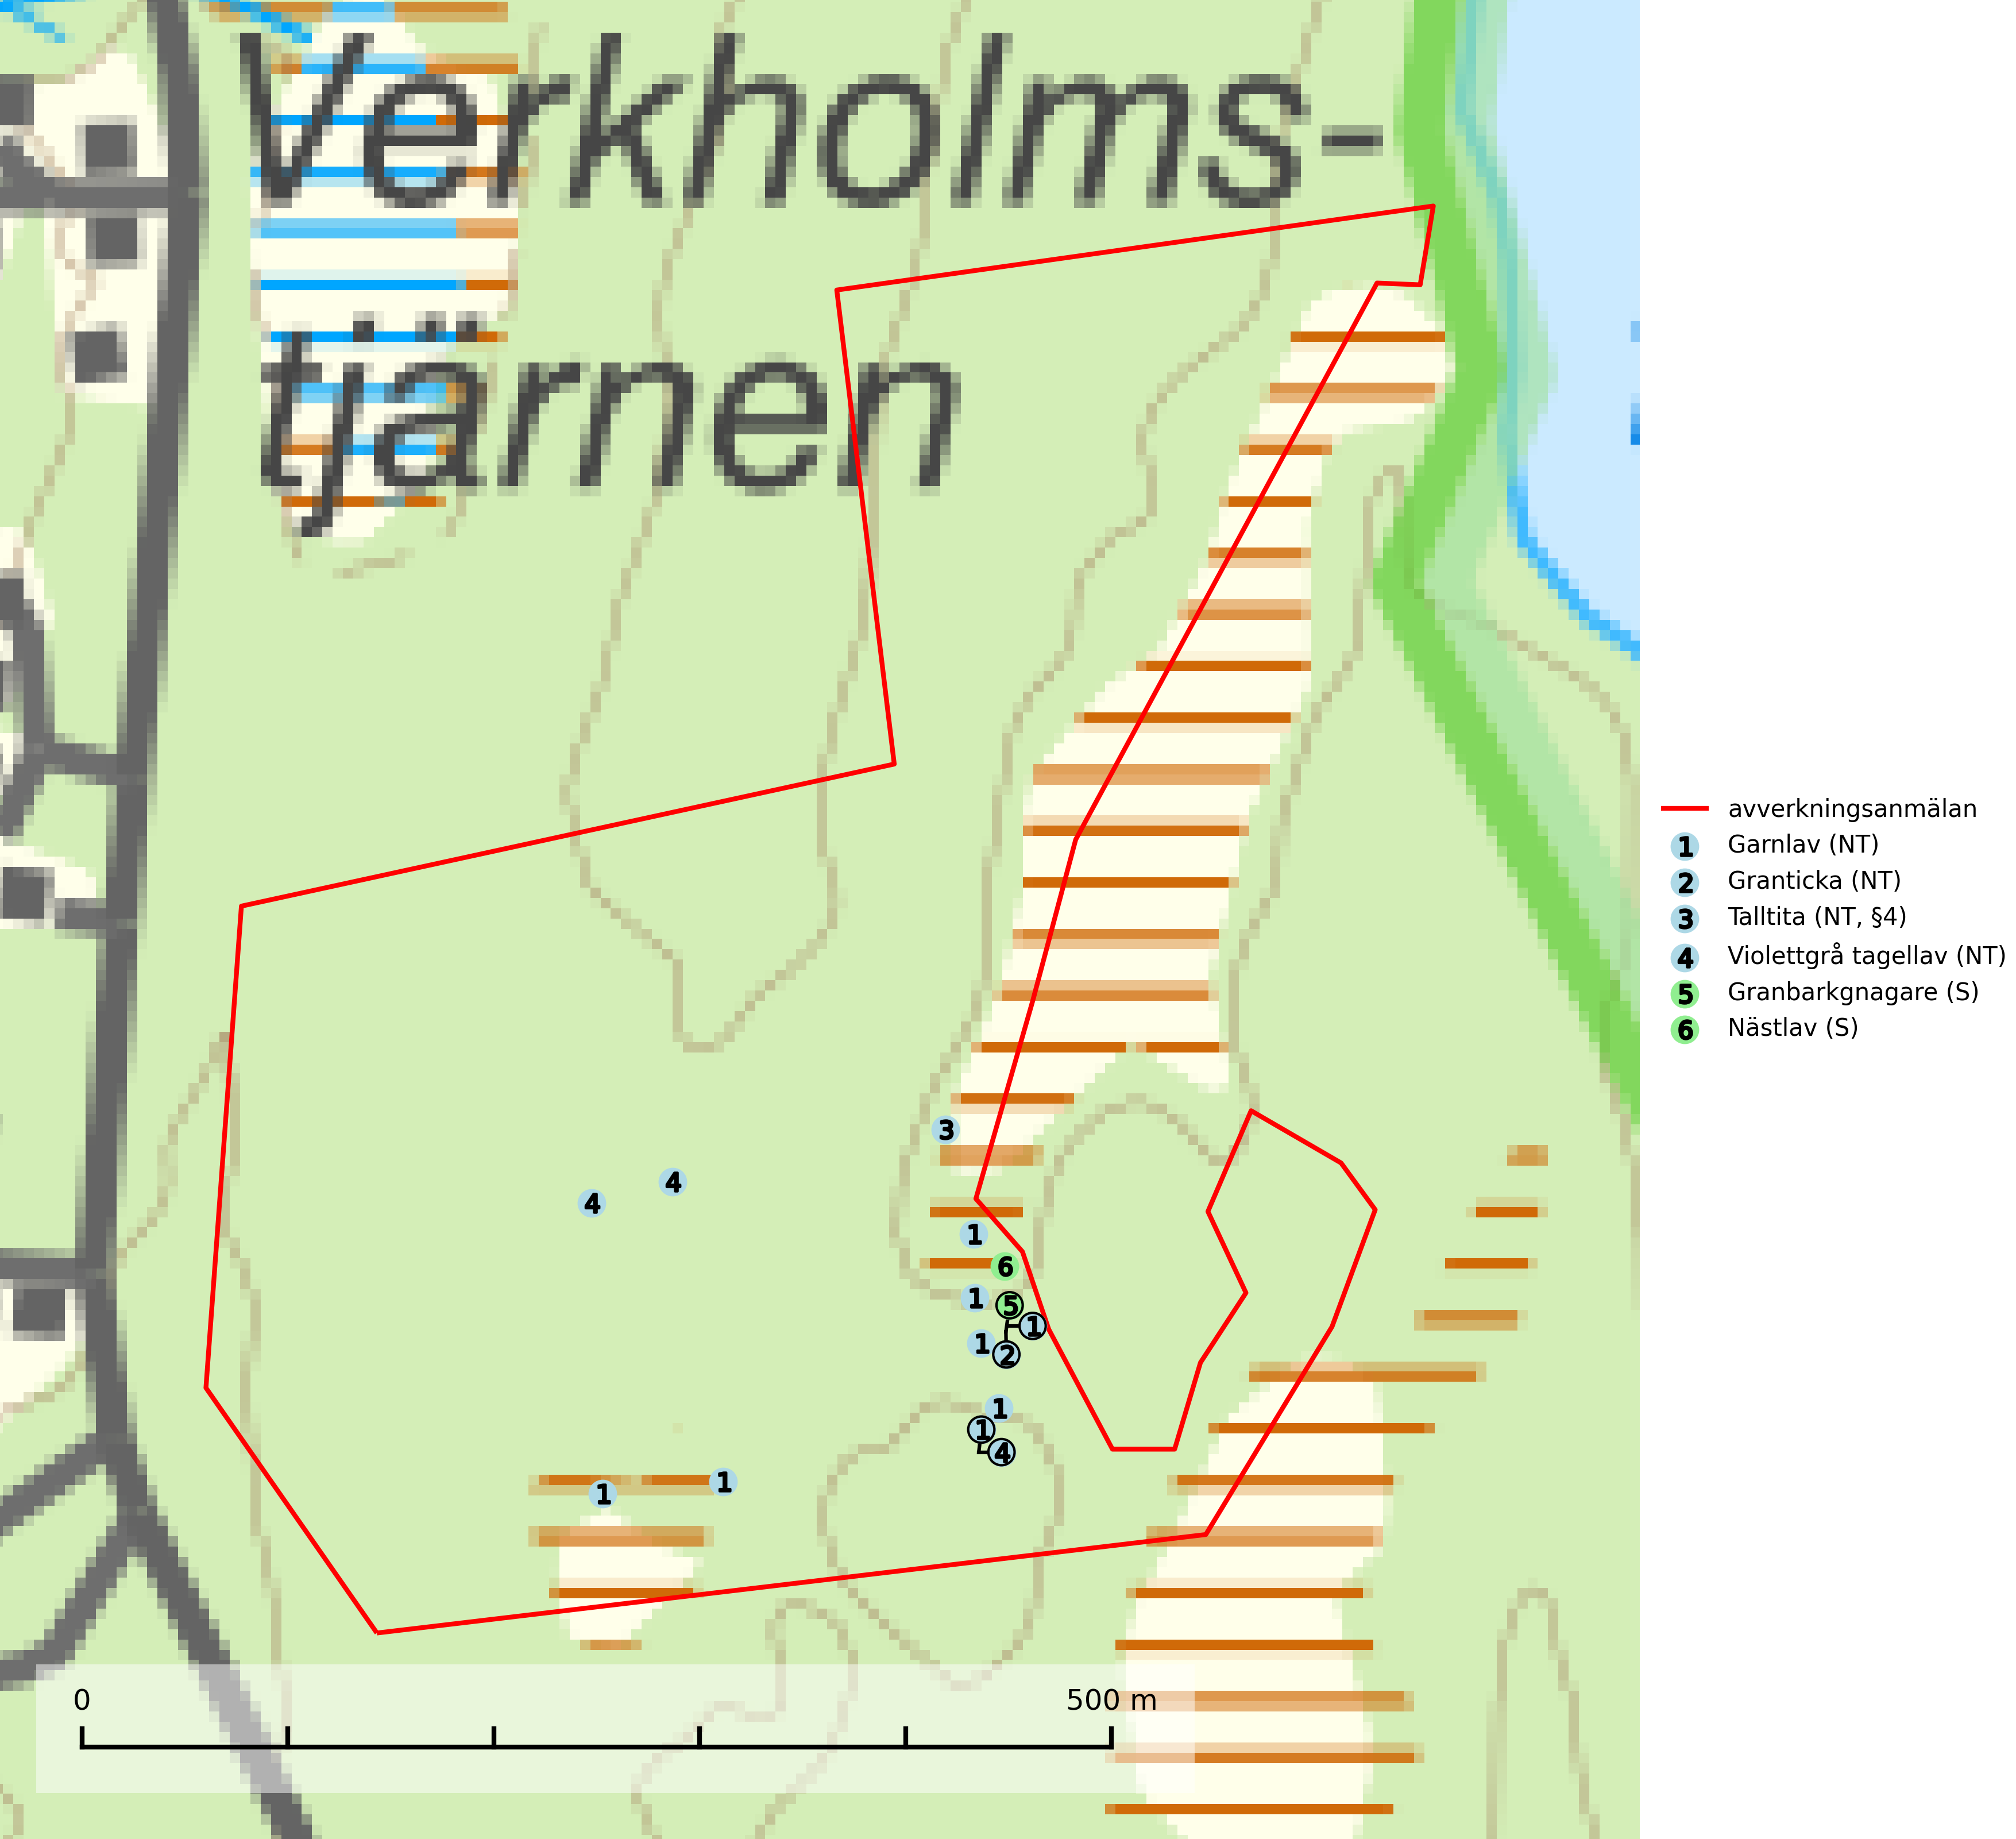 Verkholms-
tjärnen
avverkningsanmälan
1 Garnlav (NT)
2 Granticka (NT)
3 Talltita (NT, §4)
4 Violettgrå tagellav (NT)
5 Granbarkgnagare (S)
6 Nästlav (S)
3
4
4
1
6
1
5
1
1
2
1
1
4
1
1
0 500 m